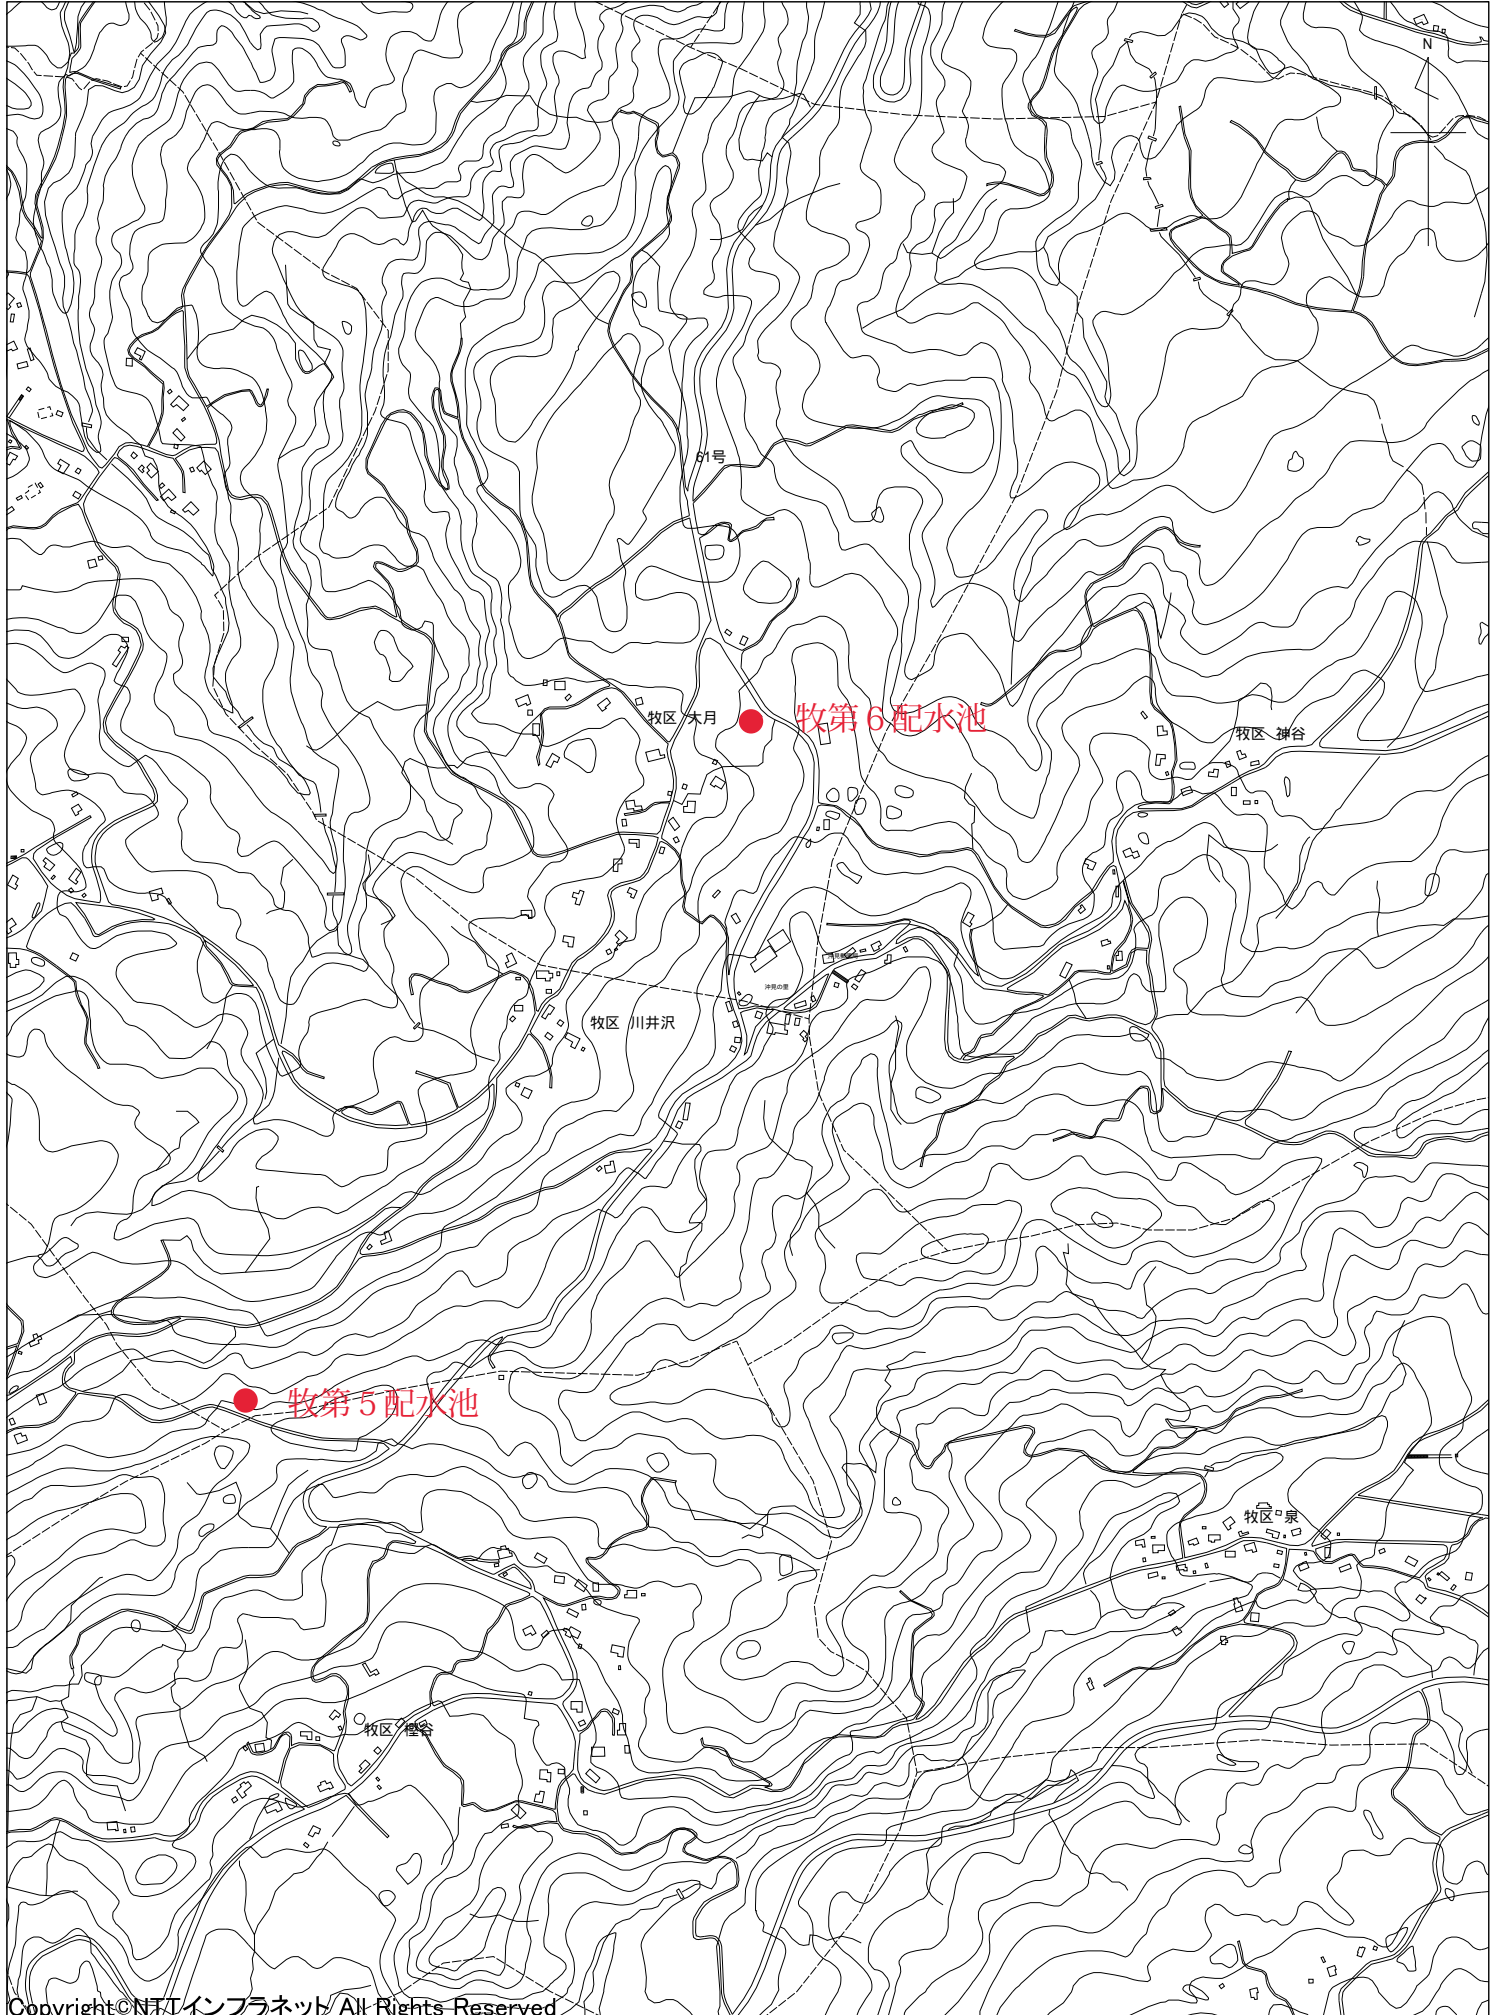 N
61号
牧区 大月
牧第６配水池
牧区 神谷
沖見の里
牧区 川井沢
牧第５配水池
牧区 泉
牧区 樫谷
Copyright©NTTインフラネット All Rights Reserved